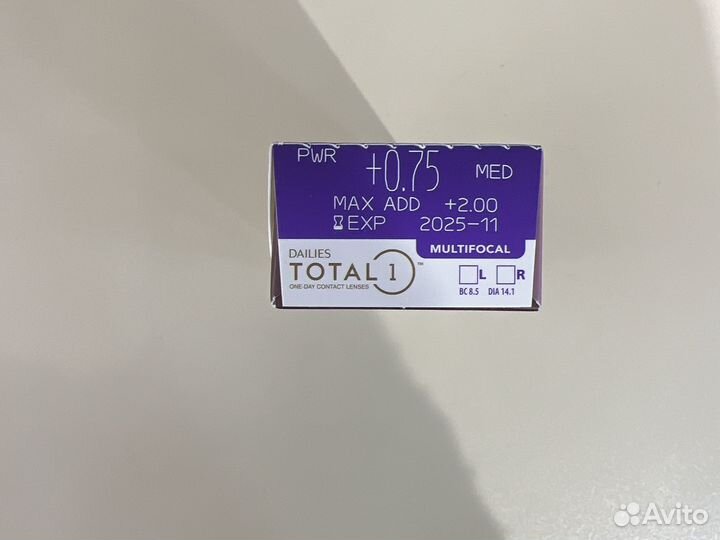 PWR +0.75 MED
MAX ADD +2.00
EXP 2025-11
MULTIFOCAL
DAILIES
TOTAL 1™
ONE-DAY CONTACT LENSES
L R
BC 8.5 DIA 14.1
Avito